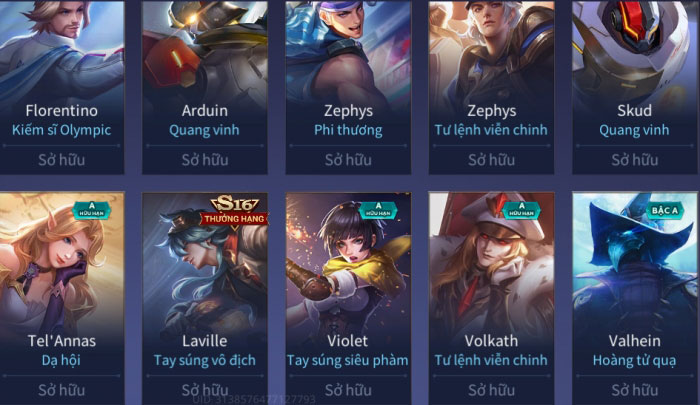 Florentino
Kiếm sĩ Olympic
Sở hữu
Arduin
Quang vinh
Sở hữu
Zephys
Phi thương
Sở hữu
Zephys
Tư lệnh viễn chinh
Sở hữu
Skud
Quang vinh
Sở hữu
A
HỮU HẠN
Tel'Annas
Dạ hội
Sở hữu
S16
THƯỞNG HẠNG
Laville
Tay súng vô địch
Sở hữu
A
HỮU HẠN
Violet
Tay súng siêu phàm
Sở hữu
A
HỮU HẠN
Volkath
Tư lệnh viễn chinh
Sở hữu
BẬC A
Valhein
Hoàng tử quạ
Sở hữu
UID: 3138576477127793